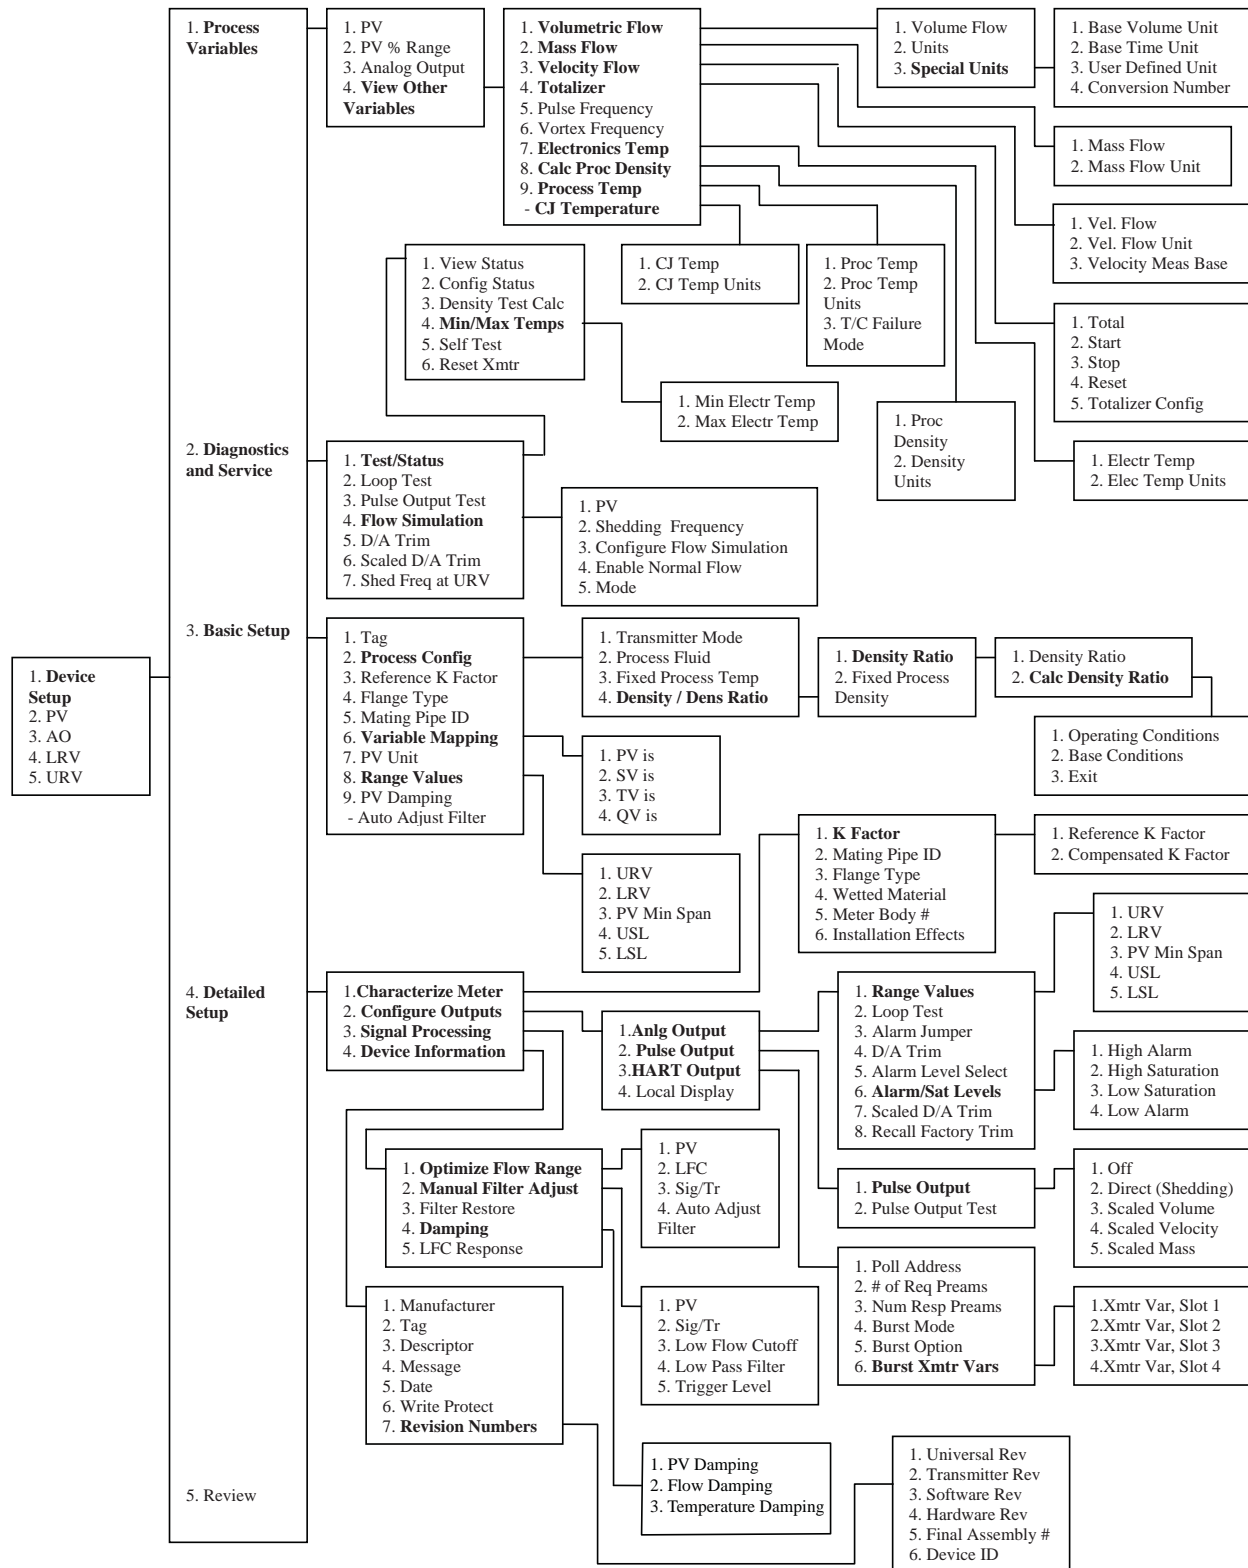 1. Device
Setup
2. PV
3. AO
4. LRV
5. URV
1. Process
Variables
2. Diagnostics
and Service
3. Basic Setup
4. Detailed
Setup
5. Review
1. PV
2. PV % Range
3. Analog Output
4. View Other
Variables
1. Volumetric Flow
2. Mass Flow
3. Velocity Flow
4. Totalizer
5. Pulse Frequency
6. Vortex Frequency
7. Electronics Temp
8. Calc Proc Density
9. Process Temp
- CJ Temperature
1. Volume Flow
2. Units
3. Special Units
1. Base Volume Unit
2. Base Time Unit
3. User Defined Unit
4. Conversion Number
1. Mass Flow
2. Mass Flow Unit
1. Vel. Flow
2. Vel. Flow Unit
3. Velocity Meas Base
1. Total
2. Start
3. Stop
4. Reset
5. Totalizer Config
1. Electr Temp
2. Elec Temp Units
1. Proc
Density
2. Density
Units
1. Proc Temp
2. Proc Temp
Units
3. T/C Failure
Mode
1. CJ Temp
2. CJ Temp Units
1. View Status
2. Config Status
3. Density Test Calc
4. Min/Max Temps
5. Self Test
6. Reset Xmtr
1. Min Electr Temp
2. Max Electr Temp
1. Test/Status
2. Loop Test
3. Pulse Output Test
4. Flow Simulation
5. D/A Trim
6. Scaled D/A Trim
7. Shed Freq at URV
1. PV
2. Shedding Frequency
3. Configure Flow Simulation
4. Enable Normal Flow
5. Mode
1. Tag
2. Process Config
3. Reference K Factor
4. Flange Type
5. Mating Pipe ID
6. Variable Mapping
7. PV Unit
8. Range Values
9. PV Damping
- Auto Adjust Filter
1. Transmitter Mode
2. Process Fluid
3. Fixed Process Temp
4. Density / Dens Ratio
1. Density Ratio
2. Fixed Process
Density
1. Density Ratio
2. Calc Density Ratio
1. Operating Conditions
2. Base Conditions
3. Exit
1. PV is
2. SV is
3. TV is
4. QV is
1. URV
2. LRV
3. PV Min Span
4. USL
5. LSL
1.Characterize Meter
2. Configure Outputs
3. Signal Processing
4. Device Information
1. K Factor
2. Mating Pipe ID
3. Flange Type
4. Wetted Material
5. Meter Body #
6. Installation Effects
1. Reference K Factor
2. Compensated K Factor
1.Anlg Output
2. Pulse Output
3.HART Output
4. Local Display
1. Range Values
2. Loop Test
3. Alarm Jumper
4. D/A Trim
5. Alarm Level Select
6. Alarm/Sat Levels
7. Scaled D/A Trim
8. Recall Factory Trim
1. URV
2. LRV
3. PV Min Span
4. USL
5. LSL
1. High Alarm
2. High Saturation
3. Low Saturation
4. Low Alarm
1. Pulse Output
2. Pulse Output Test
1. Off
2. Direct (Shedding)
3. Scaled Volume
4. Scaled Velocity
5. Scaled Mass
1. Poll Address
2. # of Req Preams
3. Num Resp Preams
4. Burst Mode
5. Burst Option
6. Burst Xmtr Vars
1.Xmtr Var, Slot 1
2.Xmtr Var, Slot 2
3.Xmtr Var, Slot 3
4.Xmtr Var, Slot 4
1. Optimize Flow Range
2. Manual Filter Adjust
3. Filter Restore
4. Damping
5. LFC Response
1. PV
2. LFC
3. Sig/Tr
4. Auto Adjust
Filter
1. PV
2. Sig/Tr
3. Low Flow Cutoff
4. Low Pass Filter
5. Trigger Level
1. PV Damping
2. Flow Damping
3. Temperature Damping
1. Manufacturer
2. Tag
3. Descriptor
4. Message
5. Date
6. Write Protect
7. Revision Numbers
1. Universal Rev
2. Transmitter Rev
3. Software Rev
4. Hardware Rev
5. Final Assembly #
6. Device ID